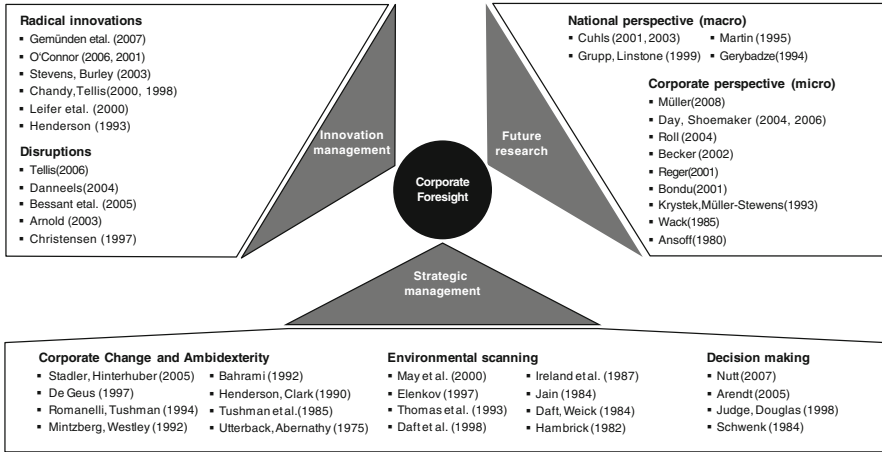 Radical innovations
▪ Gemünden etal. (2007)
▪ O‘Connor (2006, 2001)
▪ Stevens, Burley (2003)
▪ Chandy,Tellis(2000, 1998)
▪ Leifer etal. (2000)
▪ Henderson (1993)
Disruptions
▪ Tellis(2006)
▪ Danneels(2004)
▪ Bessant etal. (2005)
▪ Arnold (2003)
▪ Christensen (1997)
Innovation
management
Corporate
Foresight
Future
research
National perspective (macro)
▪ Cuhls (2001, 2003) ▪ Martin (1995)
▪ Grupp, Linstone (1999) ▪ Gerybadze(1994)
Corporate perspective (micro)
▪ Müller(2008)
▪ Day, Shoemaker (2004, 2006)
▪ Roll (2004)
▪ Becker (2002)
▪ Reger(2001)
▪ Bondu(2001)
▪ Krystek,Müller-Stewens(1993)
▪ Wack(1985)
▪ Ansoff(1980)
Strategic
management
Corporate Change and Ambidexterity
▪ Stadler, Hinterhuber (2005) ▪ Bahrami (1992)
▪ De Geus (1997) ▪ Henderson, Clark (1990)
▪ Romanelli, Tushman (1994) ▪ Tushman et al.(1985)
▪ Mintzberg, Westley (1992) ▪ Utterback, Abernathy (1975)
Environmental scanning
▪ May et al. (2000) ▪ Ireland et al. (1987)
▪ Elenkov (1997) ▪ Jain (1984)
▪ Thomas et al. (1993) ▪ Daft, Weick (1984)
▪ Daft et al. (1998) ▪ Hambrick (1982)
Decision making
▪ Nutt (2007)
▪ Arendt (2005)
▪ Judge, Douglas (1998)
▪ Schwenk (1984)